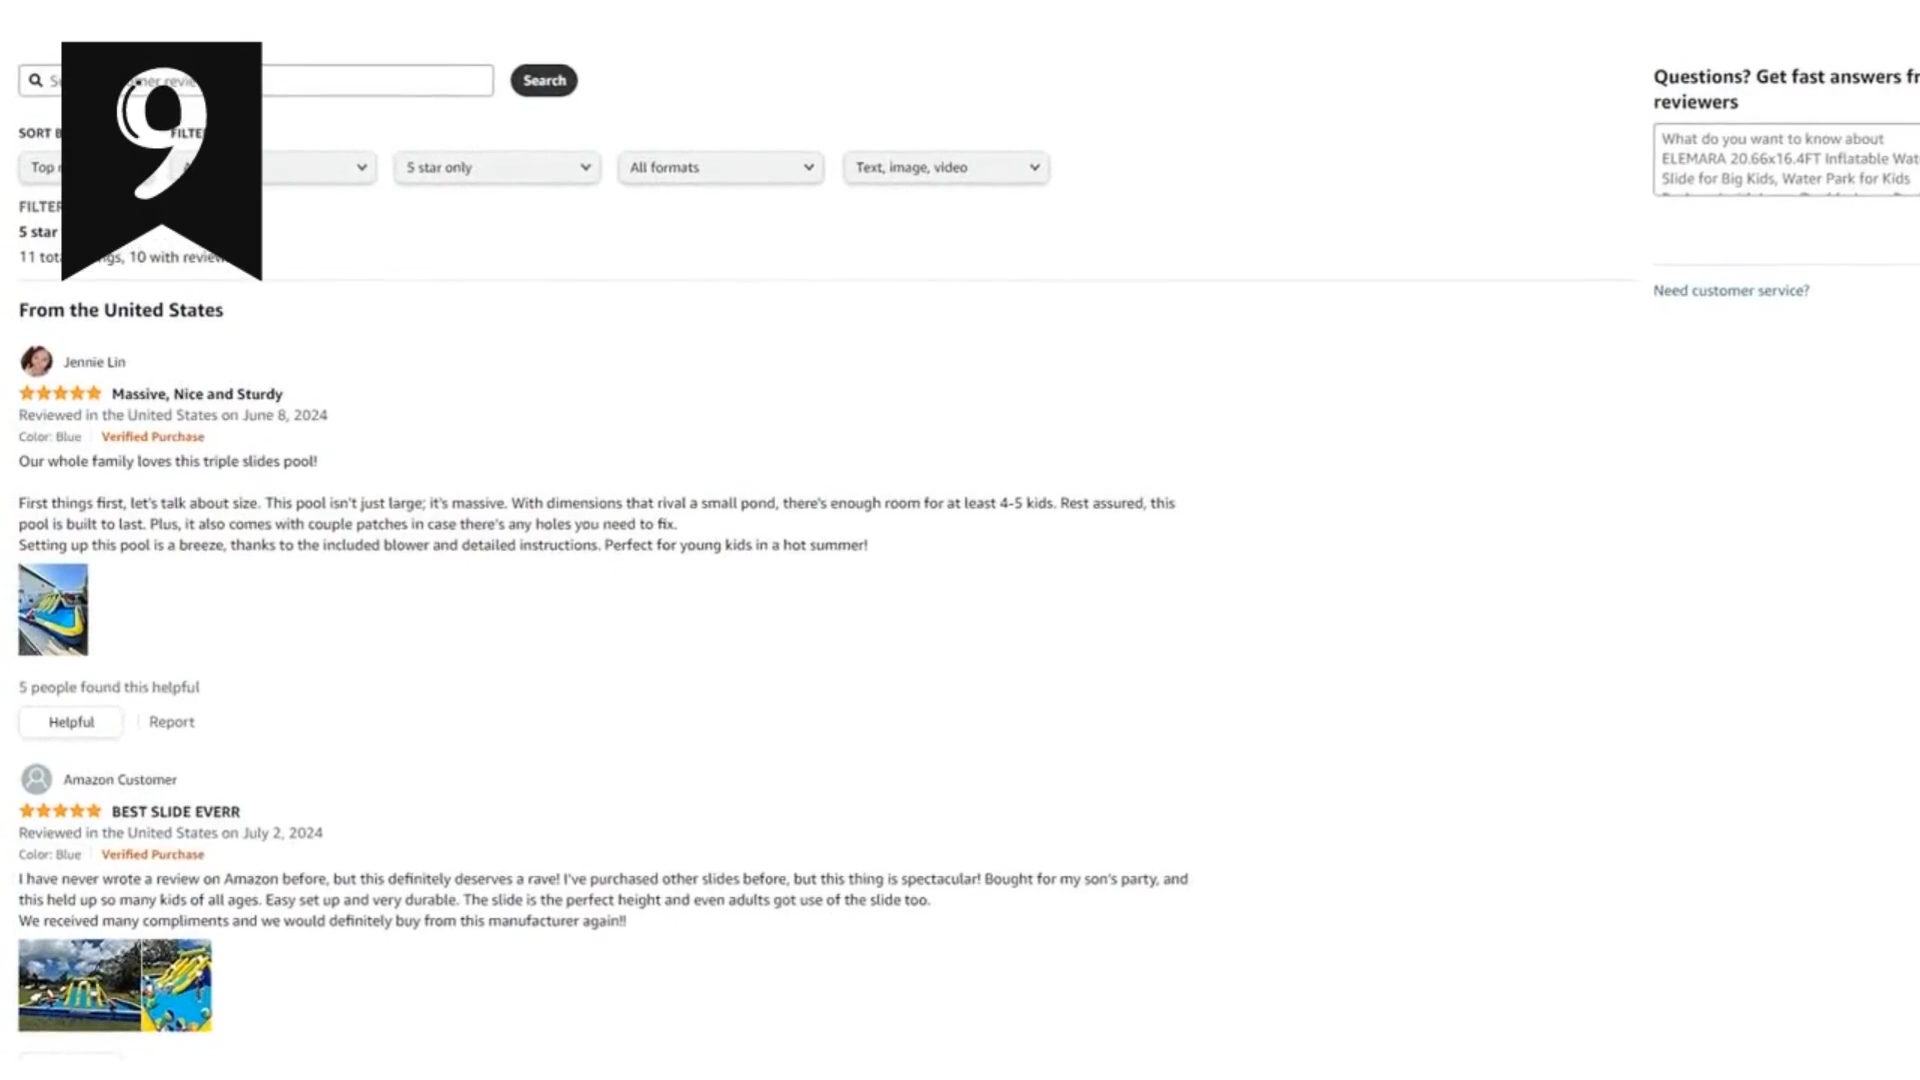 9
Search
SORT B
FILTE
Top
5 star only
All formats
Text, image, video
FILTER
5 star
11 tot ngs, 10 with review
From the United States
Jennie Lin
Massive, Nice and Sturdy
Reviewed in the United States on June 8, 2024
Color: Blue | Verified Purchase
Our whole family loves this triple slides pool!
First things first, let's talk about size. This pool isn't just large; it's massive. With dimensions that rival a small pond, there's enough room for at least 4-5 kids. Rest assured, this
pool is built to last. Plus, it also comes with couple patches in case there's any holes you need to fix.
Setting up this pool is a breeze, thanks to the included blower and detailed instructions. Perfect for young kids in a hot summer!
5 people found this helpful
Helpful | Report
Amazon Customer
BEST SLIDE EVERR
Reviewed in the United States on July 2, 2024
Color: Blue | Verified Purchase
I have never wrote a review on Amazon before, but this definitely deserves a rave! I've purchased other slides before, but this thing is spectacular! Bought for my son's party, and
this held up so many kids of all ages. Easy set up and very durable. The slide is the perfect height and even adults got use of the slide too.
We received many compliments and we would definitely buy from this manufacturer again!!
Questions? Get fast answers fr
reviewers
What do you want to know about
ELEMARA 20.66x16.4FT Inflatable Wat
Slide for Big Kids, Water Park for Kids
Need customer service?